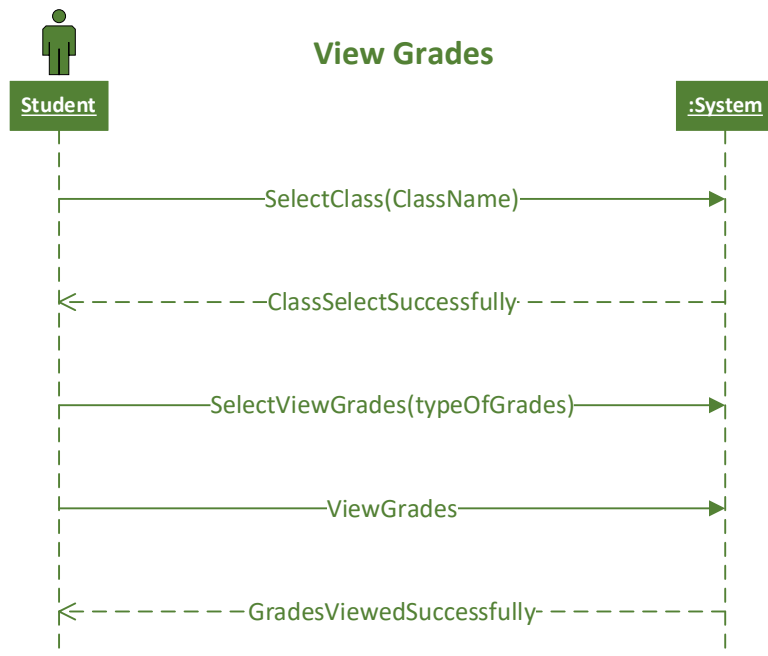 View Grades
Student
:System
SelectClass(ClassName)
ClassSelectSuccessfully
SelectViewGrades(typeOfGrades)
ViewGrades
GradesViewedSuccessfully